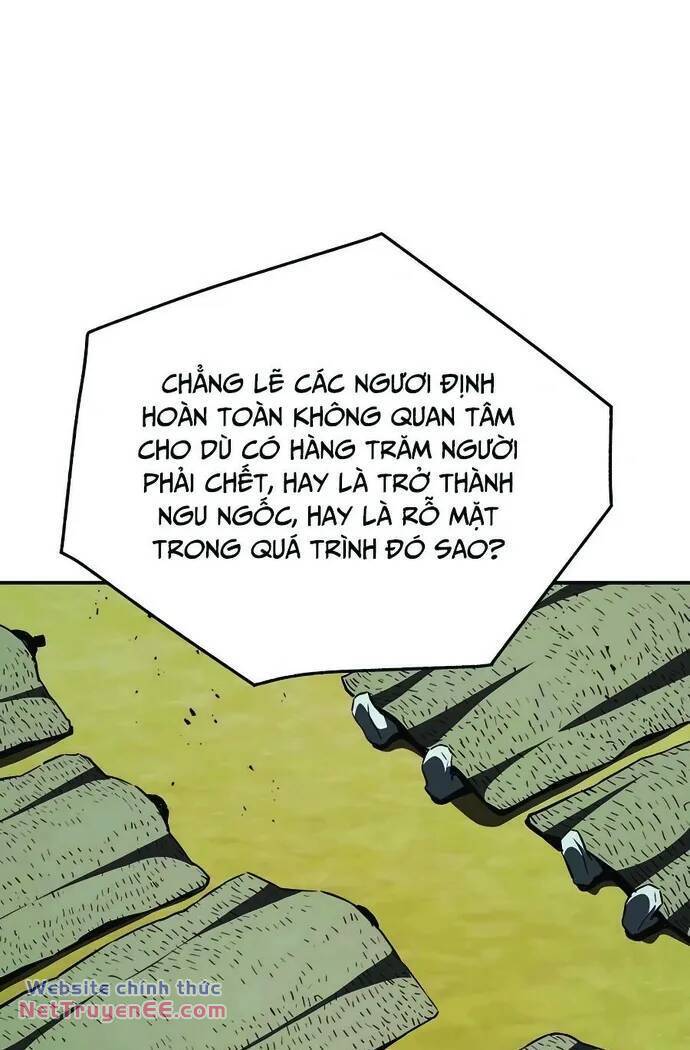 CHẲNG LẼ CÁC NGƯƠI ĐỊNH
HOÀN TOÀN KHÔNG QUAN TÂM
CHO DÙ CÓ HÀNG TRĂM NGƯỜI
PHẢI CHẾT, HAY LÀ TRỞ THÀNH
NGU NGỐC, HAY LÀ RỖ MẶT
TRONG QUÁ TRÌNH ĐÓ SAO?
Website chính thức
NetTruyenEE.com